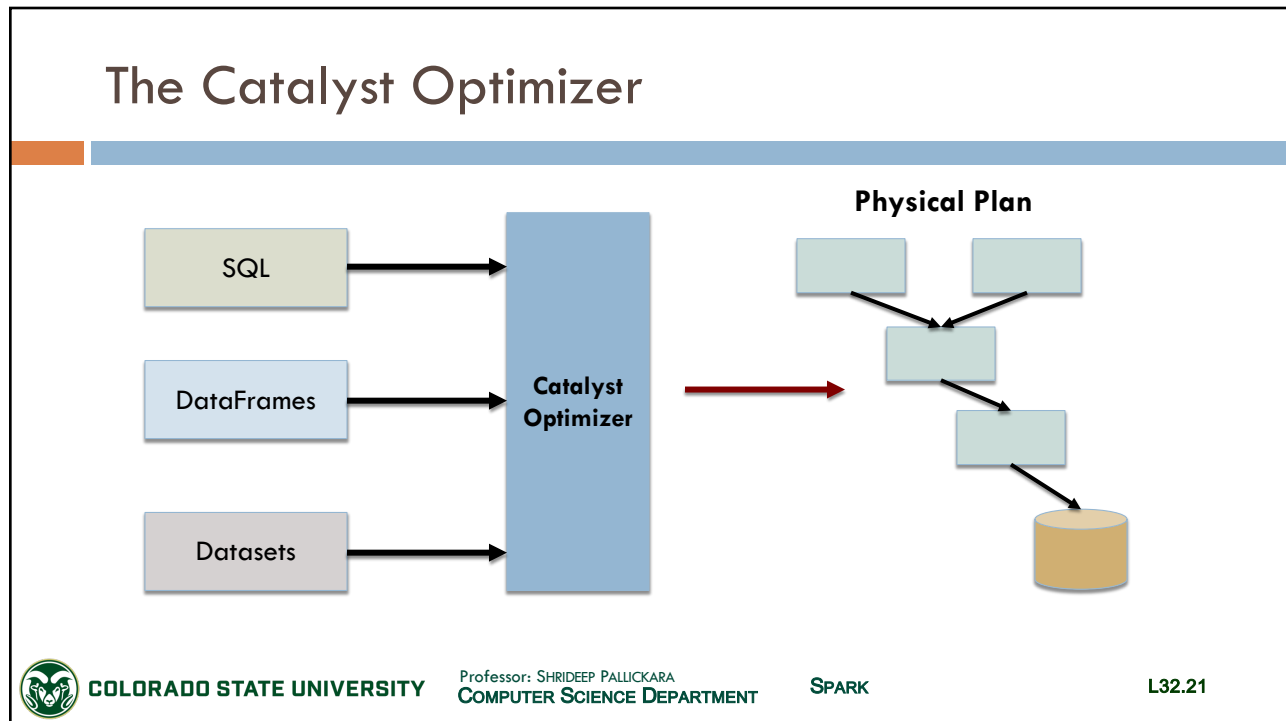 The Catalyst Optimizer
SQL
DataFrames
Datasets
Catalyst
Optimizer
Physical Plan
COLORADO STATE UNIVERSITY
Professor: SHRIDEEP PALLICKARA
COMPUTER SCIENCE DEPARTMENT
SPARK
L32.21